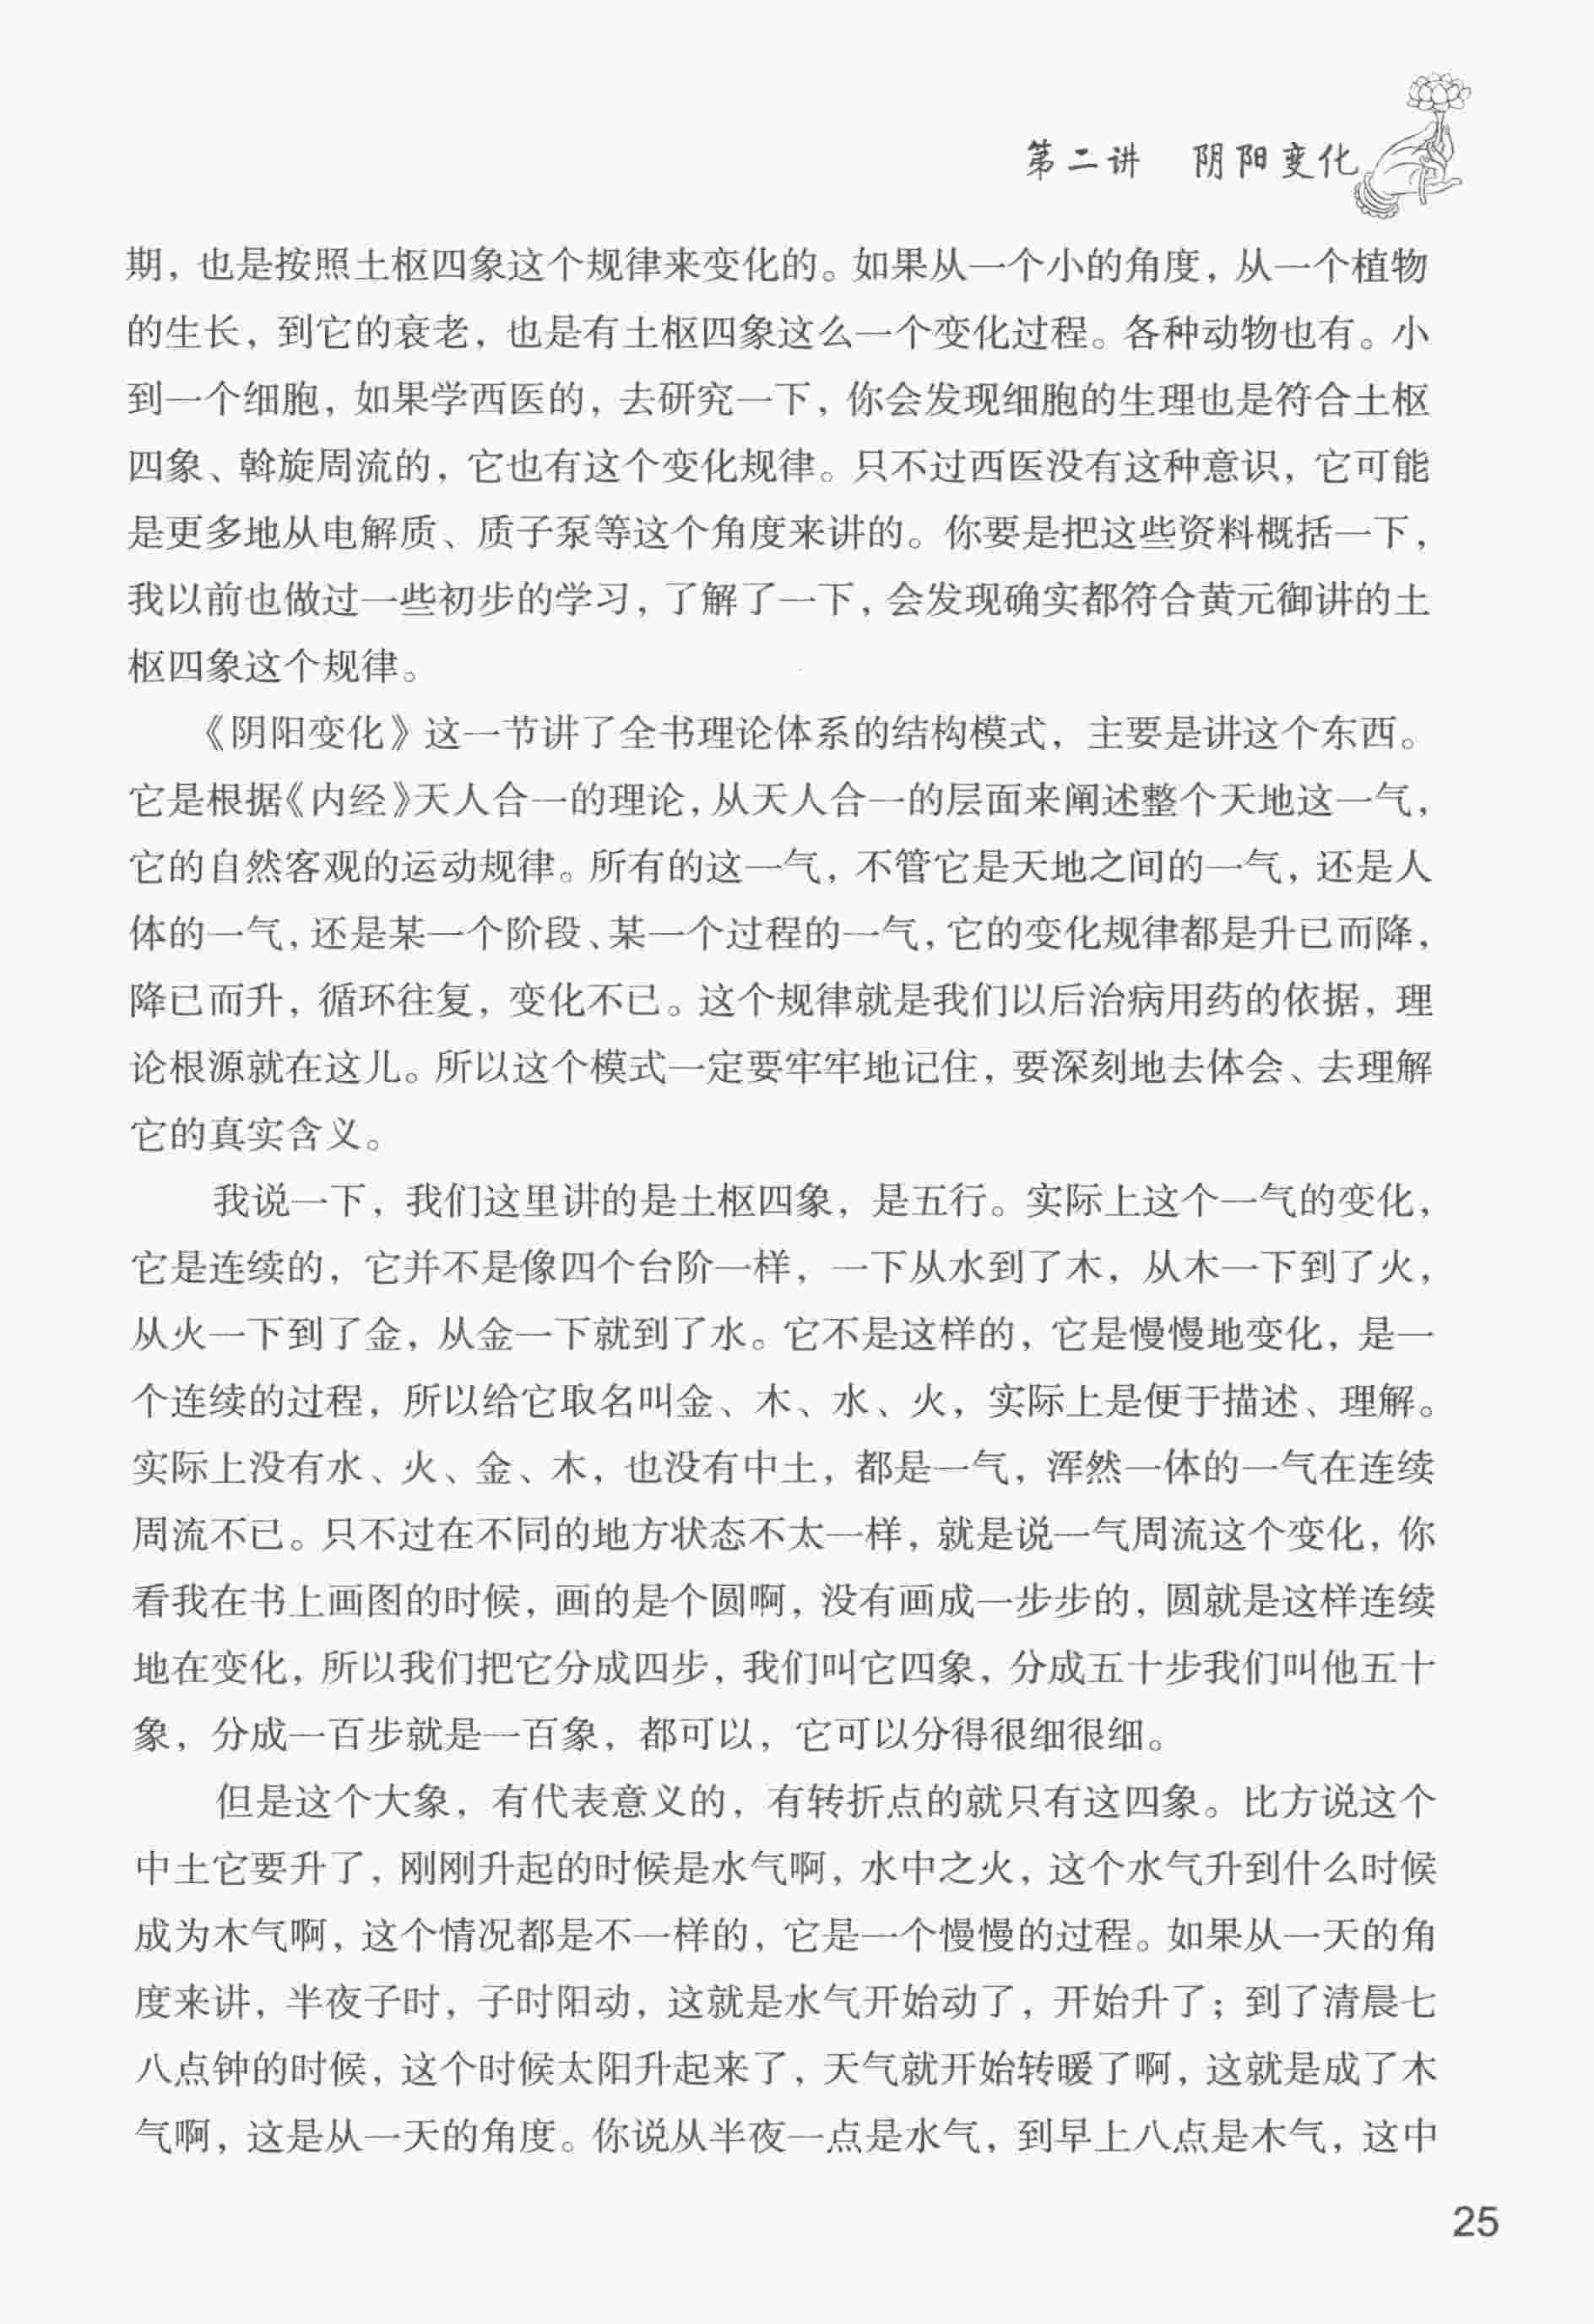 第二讲 阴阳变化
期，也是按照土枢四象这个规律来变化的。如果从一个小的角度，从一个植物
的生长，到它的衰老，也是有土枢四象这么一个变化过程。各种动物也有。小
到一个细胞，如果学西医的，去研究一下，你会发现细胞的生理也是符合土枢
四象、斡旋周流的，它也有这个变化规律。只不过西医没有这种意识，它可能
是更多地从电解质、质子泵等这个角度来讲的。你要是把这些资料概括一下，
我以前也做过一些初步的学习，了解了一下，会发现确实都符合黄元御讲的土
枢四象这个规律。
《阴阳变化》这一节讲了全书理论体系的结构模式，主要是讲这个东西。
它是根据《内经》天人合一的理论，从天人合一的层面来阐述整个天地这一气，
它的自然客观的运动规律。所有的这一气，不管它是天地之间的一气，还是人
体的一气，还是某一个阶段、某一个过程的一气，它的变化规律都是升已而降，
降已而升，循环往复，变化不已。这个规律就是我们以后治病用药的依据，理
论根源就在这儿。所以这个模式一定要牢牢地记住，要深刻地去体会、去理解
它的真实含义。
我说一下，我们这里讲的是土枢四象，是五行。实际上这个一气的变化，
它是连续的，它并不是像四个台阶一样，一下从水到了木，从木一下到了火，
从火一下到了金，从金一下就到了水。它不是这样的，它是慢慢地变化，是一
个连续的过程，所以给它取名叫金、木、水、火，实际上是便于描述、理解。
实际上没有水、火、金、木，也没有中土，都是一气，浑然一体的一气在连续
周流不已。只不过在不同的地方状态不太一样，就是说一气周流这个变化，你
看我在书上画图的时候，画的是个圆啊，没有画成一步步的，圆就是这样连续
地在变化，所以我们把它分成四步，我们叫它四象，分成五十步我们叫他五十
象，分成一百步就是一百象，都可以，它可以分得很细很细。
但是这个大象，有代表意义的，有转折点的就只有这四象。比方说这个
中土它要升了，刚刚升起的时候是水气啊，水中之火，这个水气升到什么时候
成为木气啊，这个情况都是不一样的，它是一个慢慢的过程。如果从一天的角
度来讲，半夜子时，子时阳动，这就是水气开始动了，开始升了；到了清晨七
八点钟的时候，这个时候太阳升起来了，天气就开始转暖了啊，这就是成了木
气啊，这是从一天的角度。你说从半夜一点是水气，到早上八点是木气，这中
25